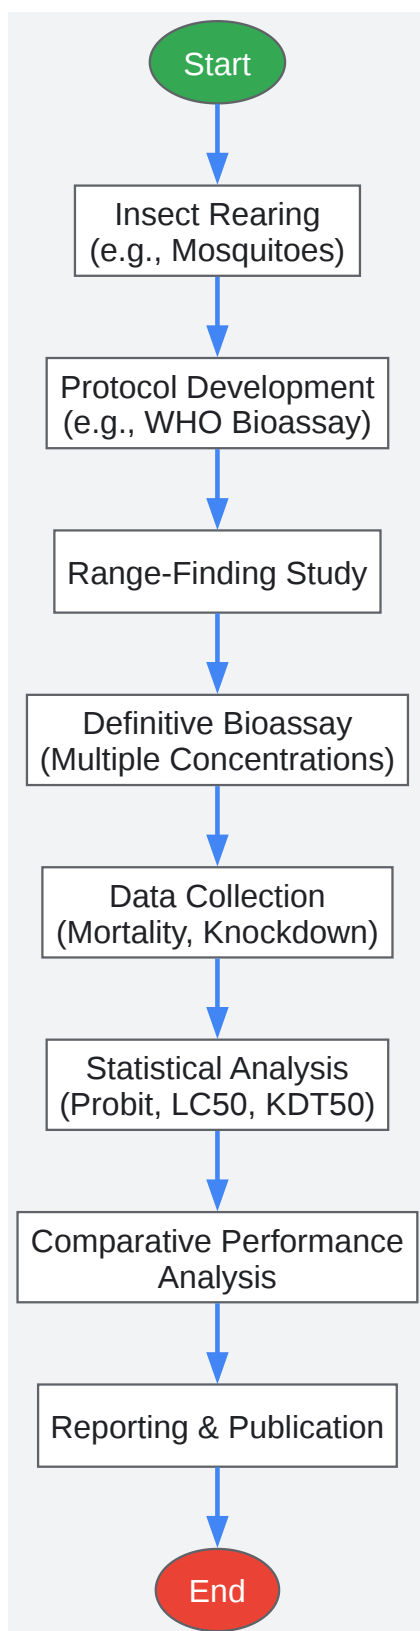 Start
Insect Rearing
(e.g., Mosquitoes)
Protocol Development
(e.g., WHO Bioassay)
Range-Finding Study
Definitive Bioassay
(Multiple Concentrations)
Data Collection
(Mortality, Knockdown)
Statistical Analysis
(Probit, LC50, KDT50)
Comparative Performance
Analysis
Reporting & Publication
End